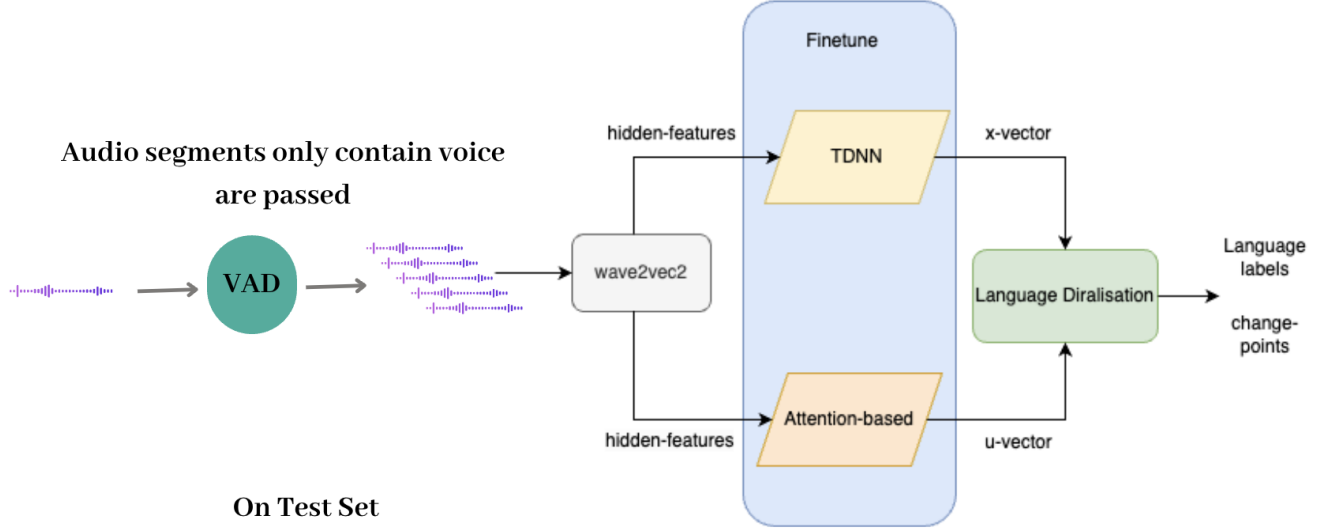 Audio segments only contain voice
are passed
VAD
wave2vec2
Finetune
hidden-features
TDNN
x-vector
hidden-features
Attention-based
u-vector
Language Diralisation
Language
labels
change-
points
On Test Set